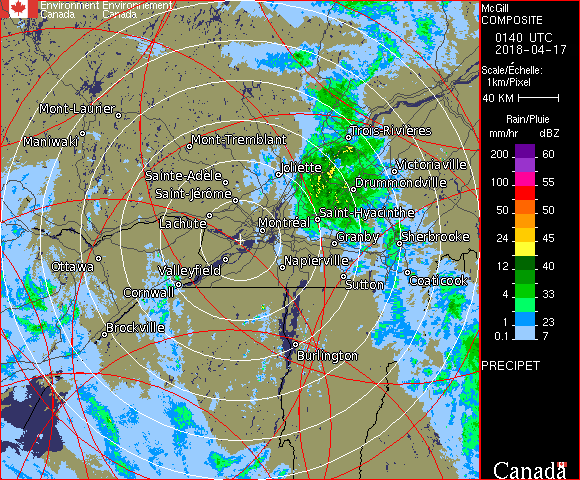 Environment Environnement
Canada Canada
Mont-Laurier
Maniwaki
Mont-Tremblant
Trois-Rivières
Joliette
Victoriaville
Sainte-Adèle
Drummondville
Saint-Jérôme
Saint-Hyacinthe
Lachute
Montréal
Granby
Sherbrooke
Ottawa
Valleyfield
Napierville
Sutton
Coaticook
Cornwall
Brockville
Burlington
McGill
COMPOSITE
0140 UTC
2018-04-17
Scale/Échelle:
1km/Pixel
40 KM
Rain/Pluie
mm/hr dBZ
200 60
150 57
100 55
50 50
24 45
12 40
4 33
1 23
0.1 7
PRECIPET
Canada